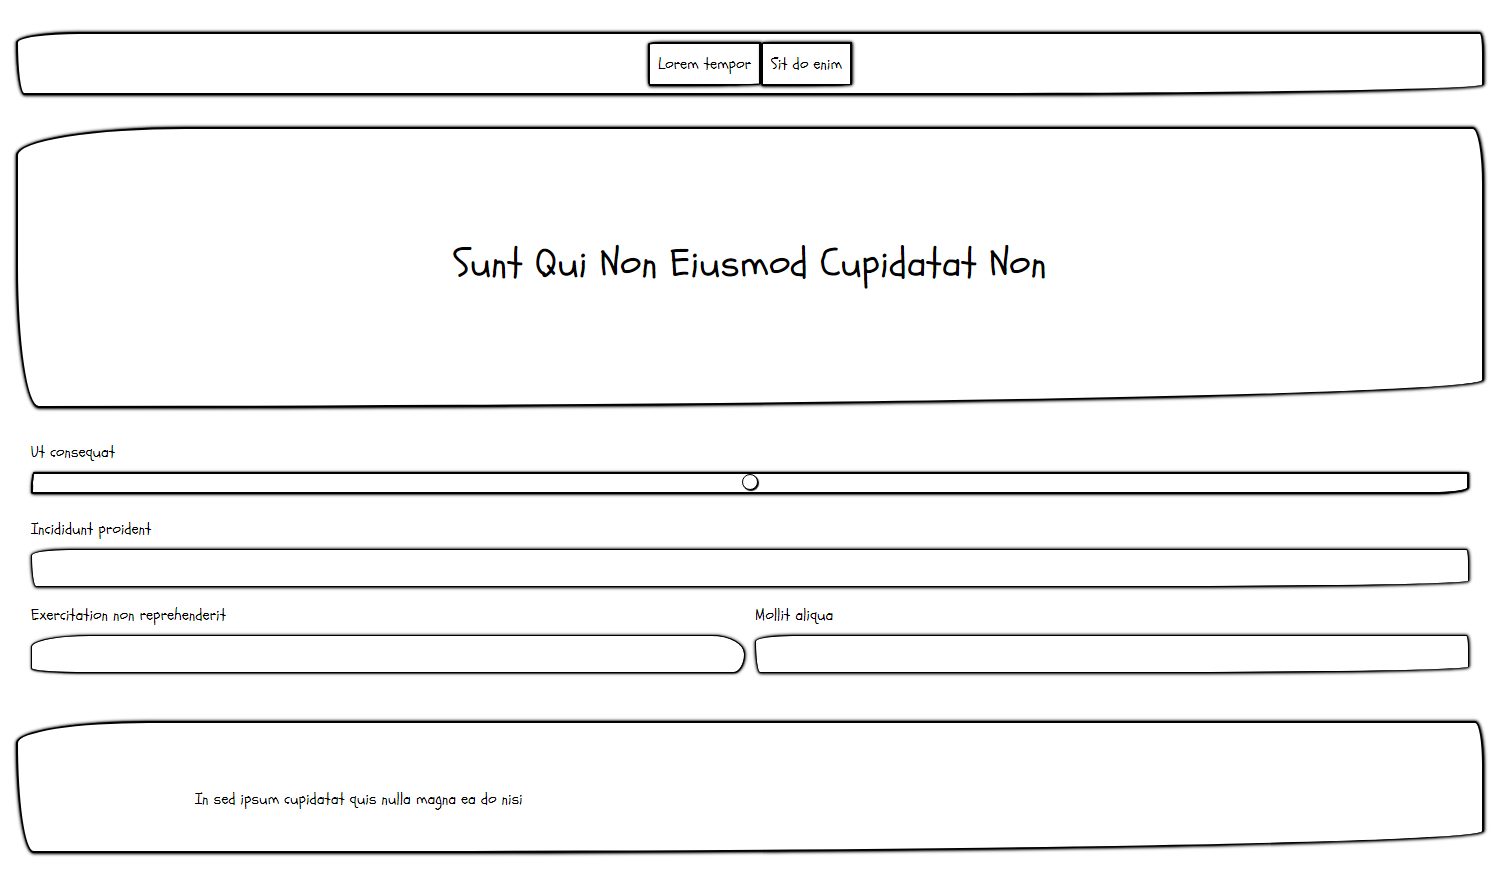 Lorem tempor
Sit do enim
Sunt Qui Non Eiusmod Cupidatat Non
Ut consequat
Incididunt proident
Exercitation non reprehenderit
Mollit aliqua
In sed ipsum cupidatat quis nulla magna ea do nisi